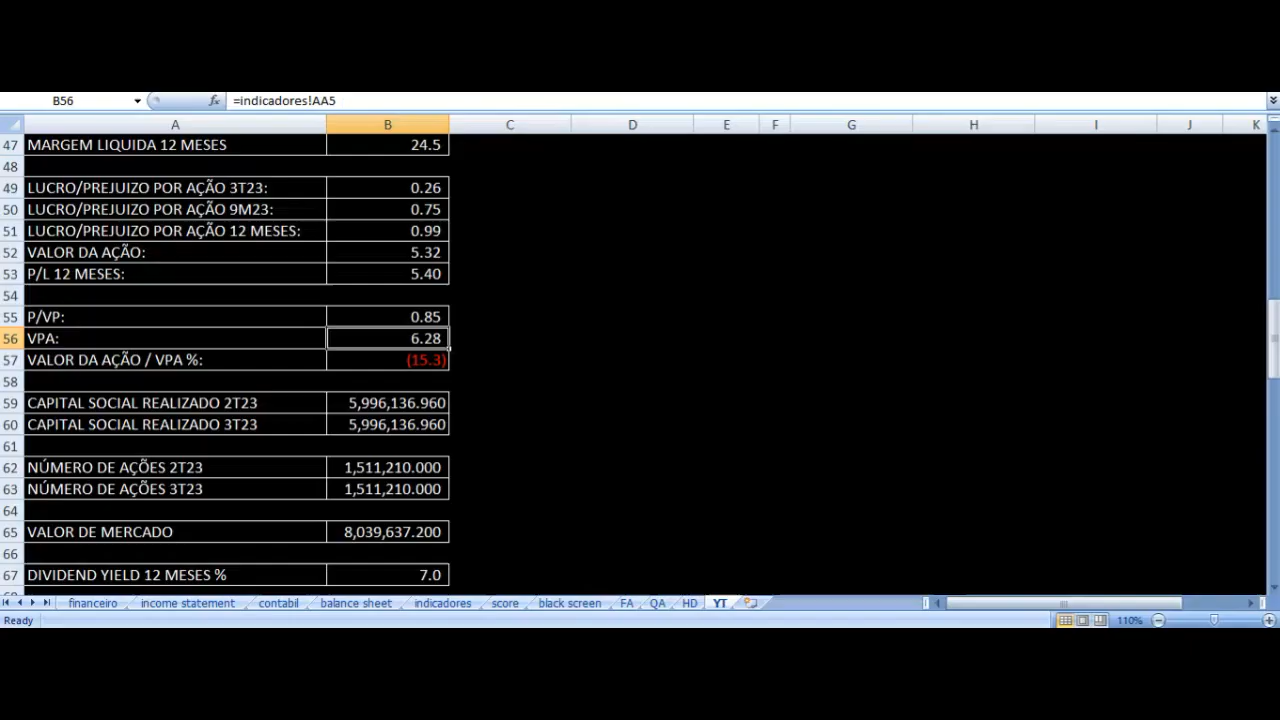 B56 fx =indicadores!AA5
A B C D E F G H I J K
47 MARGEM LIQUIDA 12 MESES 24.5
48
49 LUCRO/PREJUIZO POR AÇÃO 3T23: 0.26
50 LUCRO/PREJUIZO POR AÇÃO 9M23: 0.75
51 LUCRO/PREJUIZO POR AÇÃO 12 MESES: 0.99
52 VALOR DA AÇÃO: 5.32
53 P/L 12 MESES: 5.40
54
55 P/VP: 0.85
56 VPA: 6.28
57 VALOR DA AÇÃO / VPA %: (15.3)
58
59 CAPITAL SOCIAL REALIZADO 2T23 5,996,136.960
60 CAPITAL SOCIAL REALIZADO 3T23 5,996,136.960
61
62 NÚMERO DE AÇÕES 2T23 1,511,210.000
63 NÚMERO DE AÇÕES 3T23 1,511,210.000
64
65 VALOR DE MERCADO 8,039,637.200
66
67 DIVIDEND YIELD 12 MESES % 7.0
financeiro income statement contabil balance sheet indicadores score black screen FA QA HD YT
Ready 110%